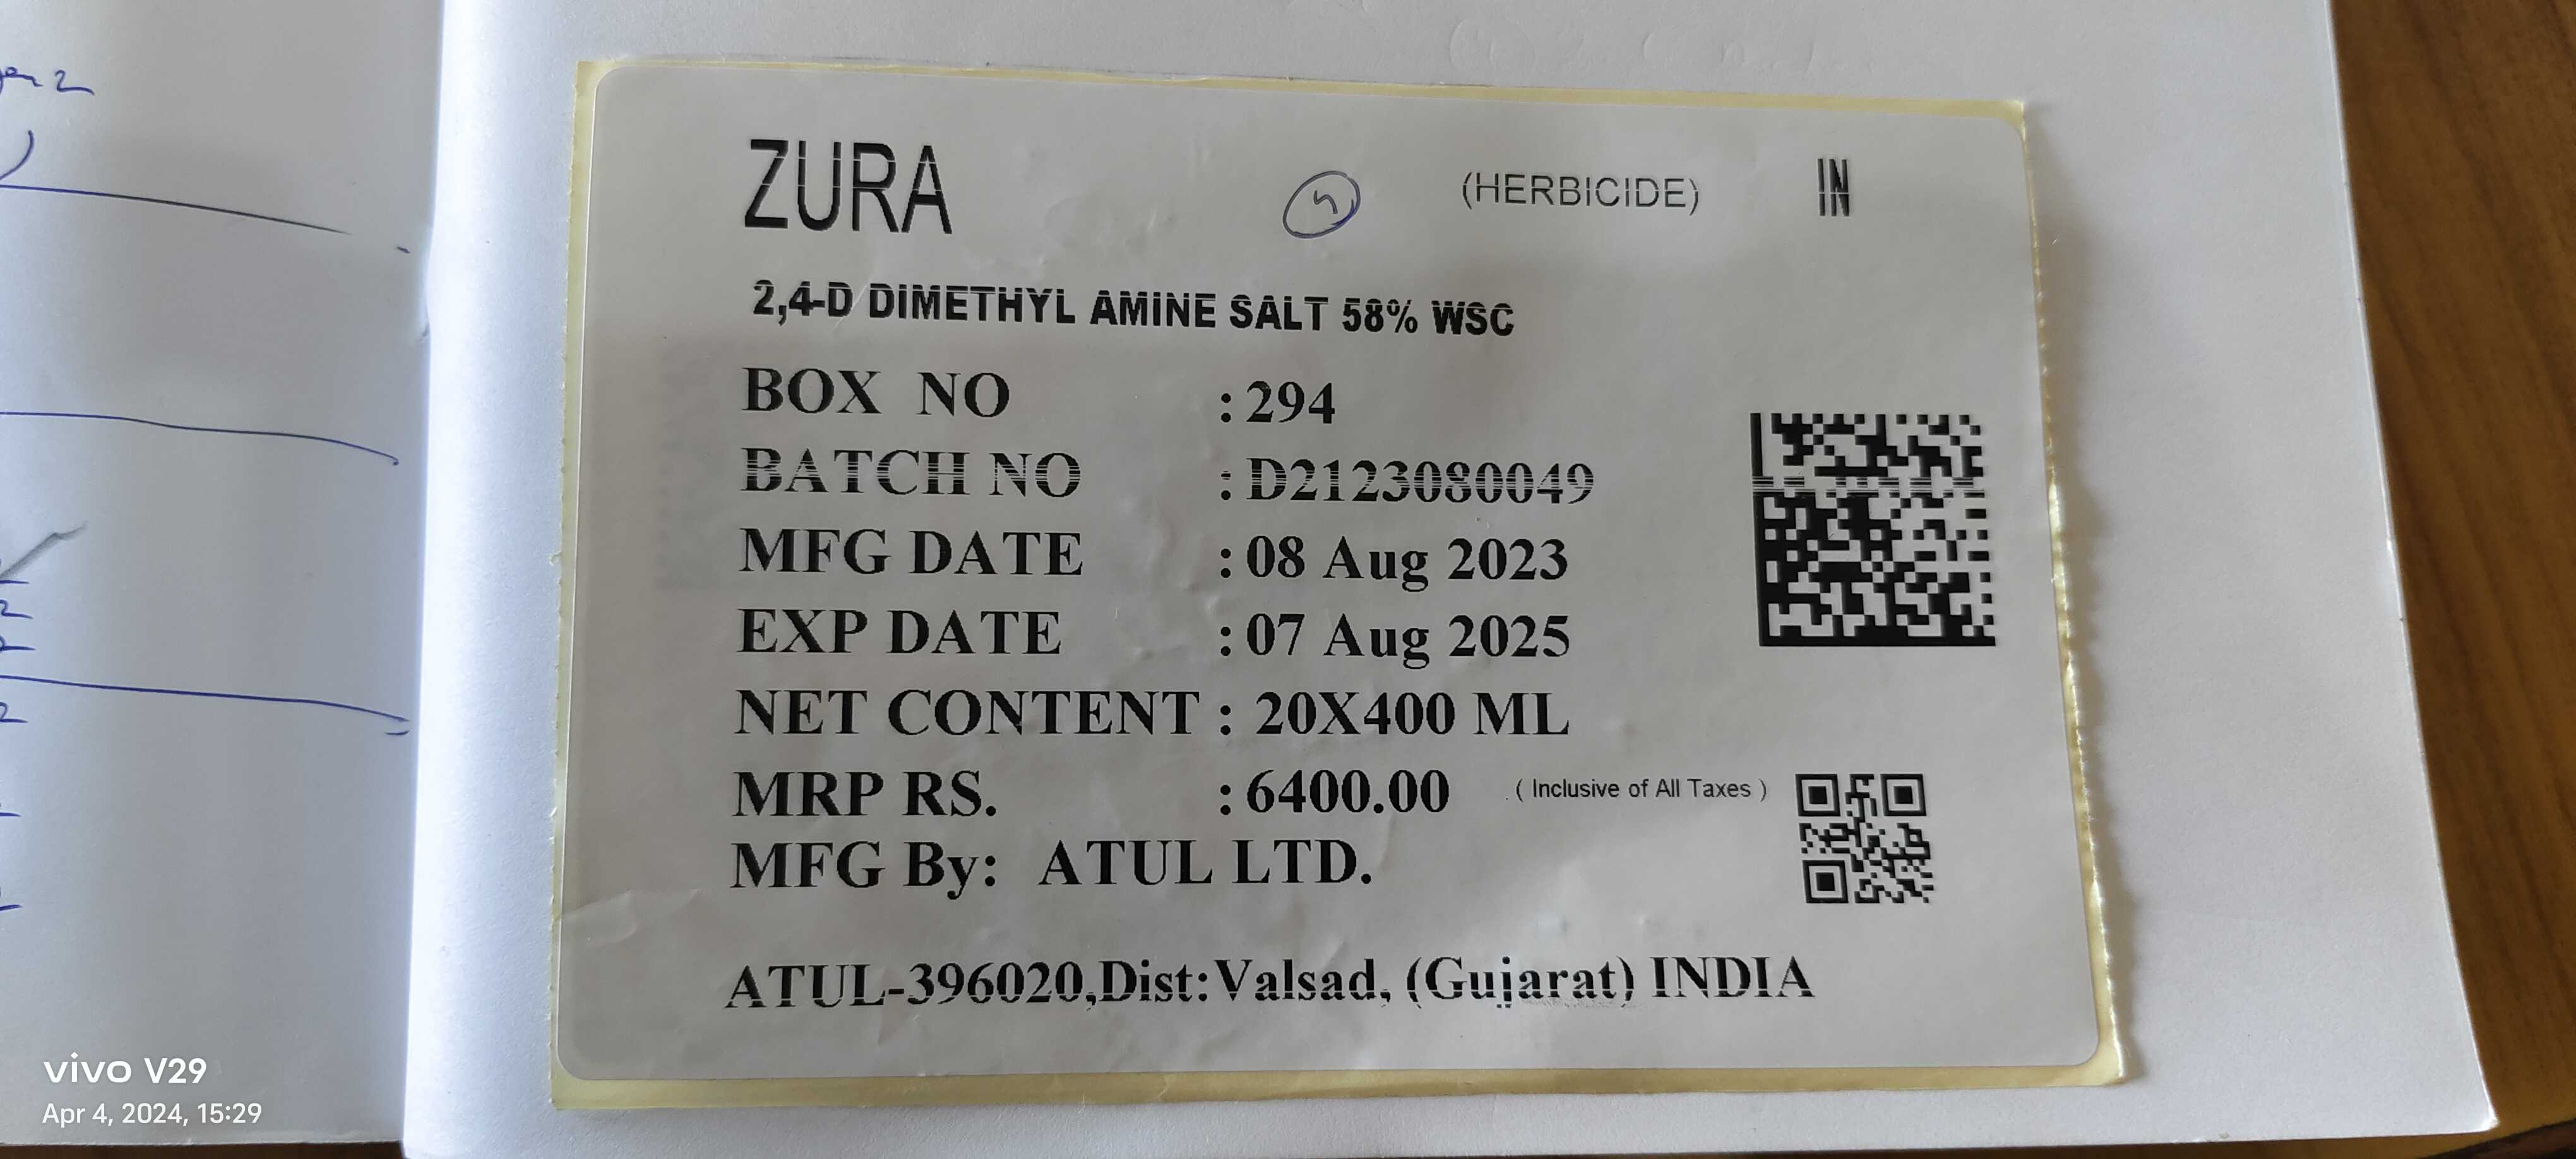 ZURA (HERBICIDE) IN
2,4-D DIMETHYL AMINE SALT 58% WSC
BOX NO : 294
BATCH NO : D2123080049
MFG DATE : 08 Aug 2023
EXP DATE : 07 Aug 2025
NET CONTENT : 20X400 ML
MRP RS. : 6400.00 ( Inclusive of All Taxes )
MFG By: ATUL LTD.
ATUL-396020,Dist:Valsad, (Gujarat) INDIA
vivo V29
Apr 4, 2024, 15:29